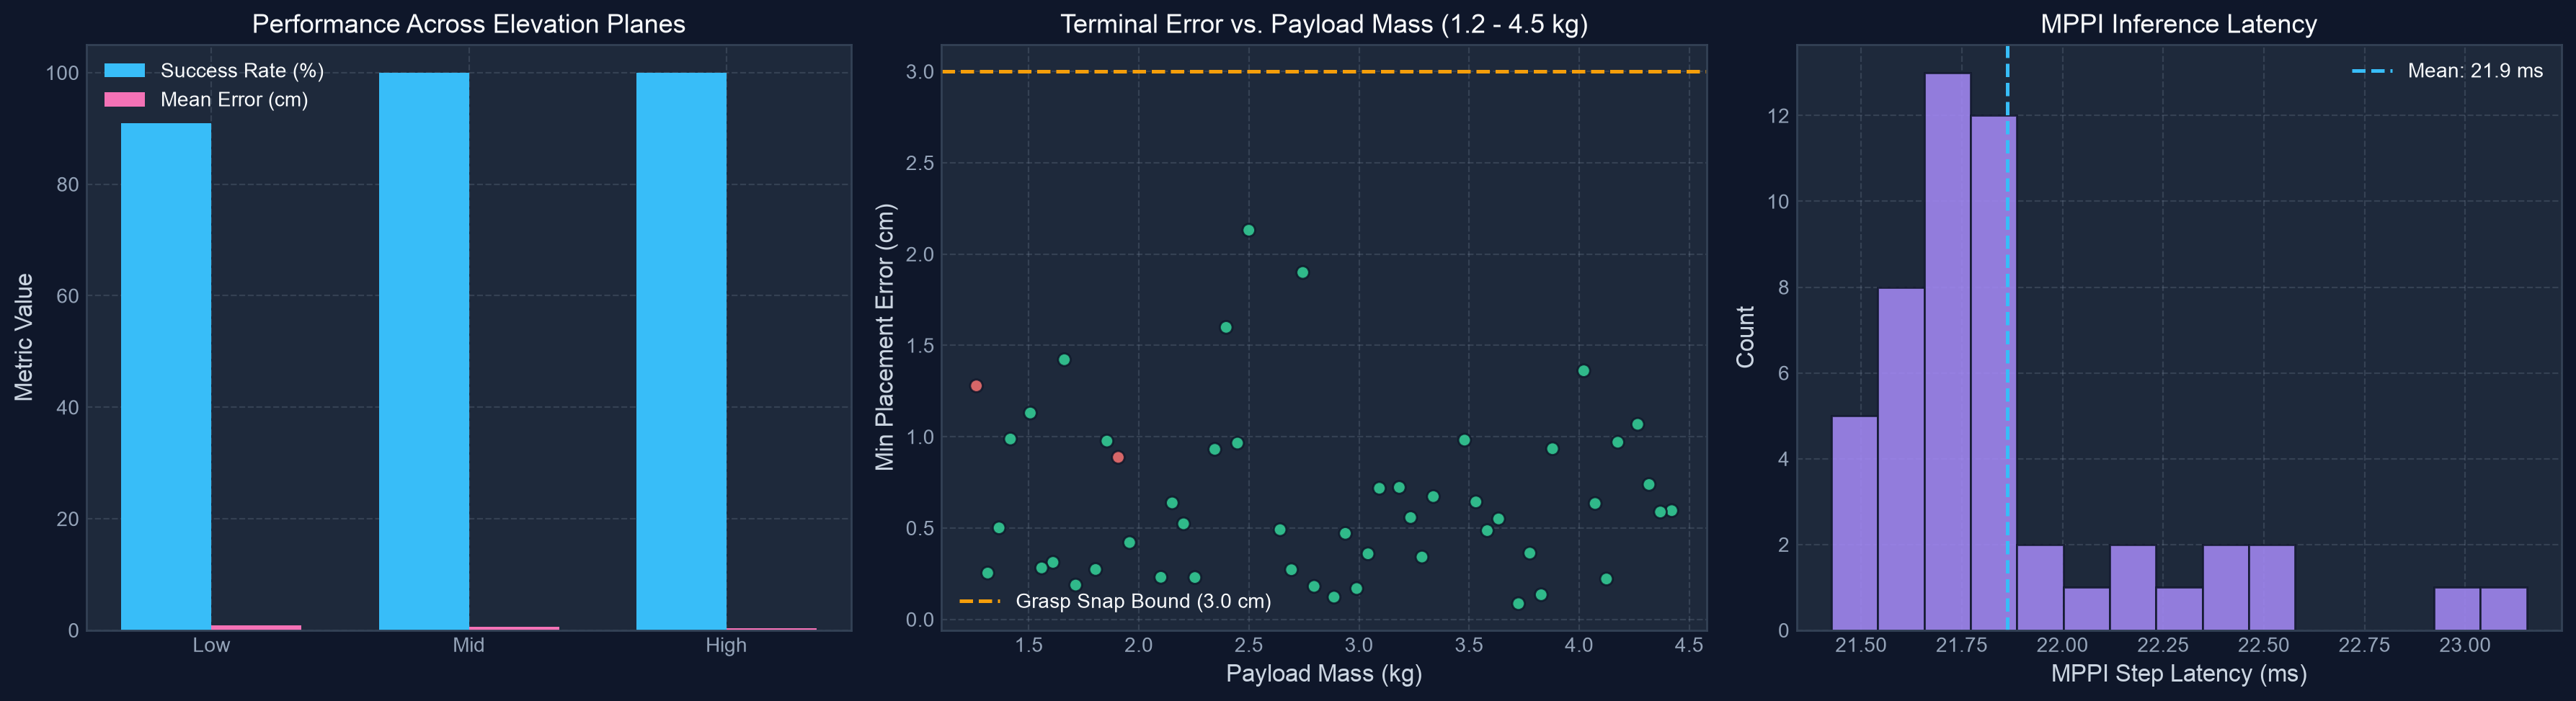 Performance Across Elevation Planes
Success Rate (%)
Mean Error (cm)
Metric Value
100
80
60
40
20
0
Low
Mid
High
Terminal Error vs. Payload Mass (1.2 - 4.5 kg)
Min Placement Error (cm)
3.0
2.5
2.0
1.5
1.0
0.5
0.0
Grasp Snap Bound (3.0 cm)
1.5
2.0
2.5
3.0
3.5
4.0
4.5
Payload Mass (kg)
MPPI Inference Latency
Mean: 21.9 ms
Count
12
10
8
6
4
2
0
21.50
21.75
22.00
22.25
22.50
22.75
23.00
MPPI Step Latency (ms)